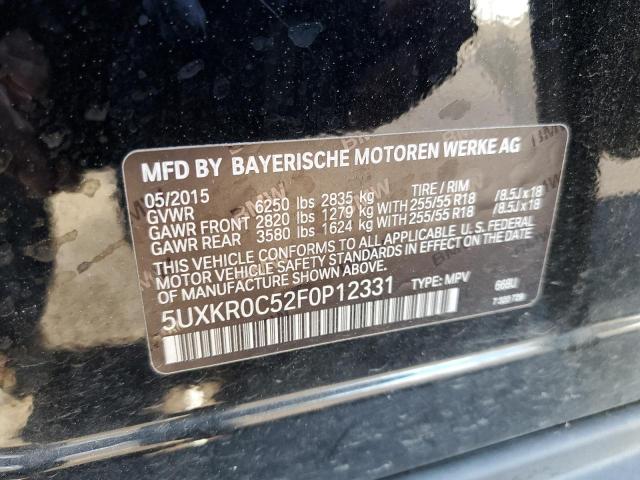 MFD BY BAYERISCHE MOTOREN WERKE AG
05/2015 6250 lbs 2835 kg TIRE / RIM
GVWR
GAWR FRONT 2820 lbs 1279 kg WITH 255/55 R18 /8.5J x 18
GAWR REAR 3580 lbs 1624 kg WITH 255/55 R18 /8.5J x 18
THIS VEHICLE CONFORMS TO ALL APPLICABLE U.S. FEDERAL
MOTOR VEHICLE SAFETY STANDARDS IN EFFECT ON THE DATE
OF MANUFACTURE SHOWN ABOVE.
5UXKR0C52F0P12331 TYPE: MPV 668U